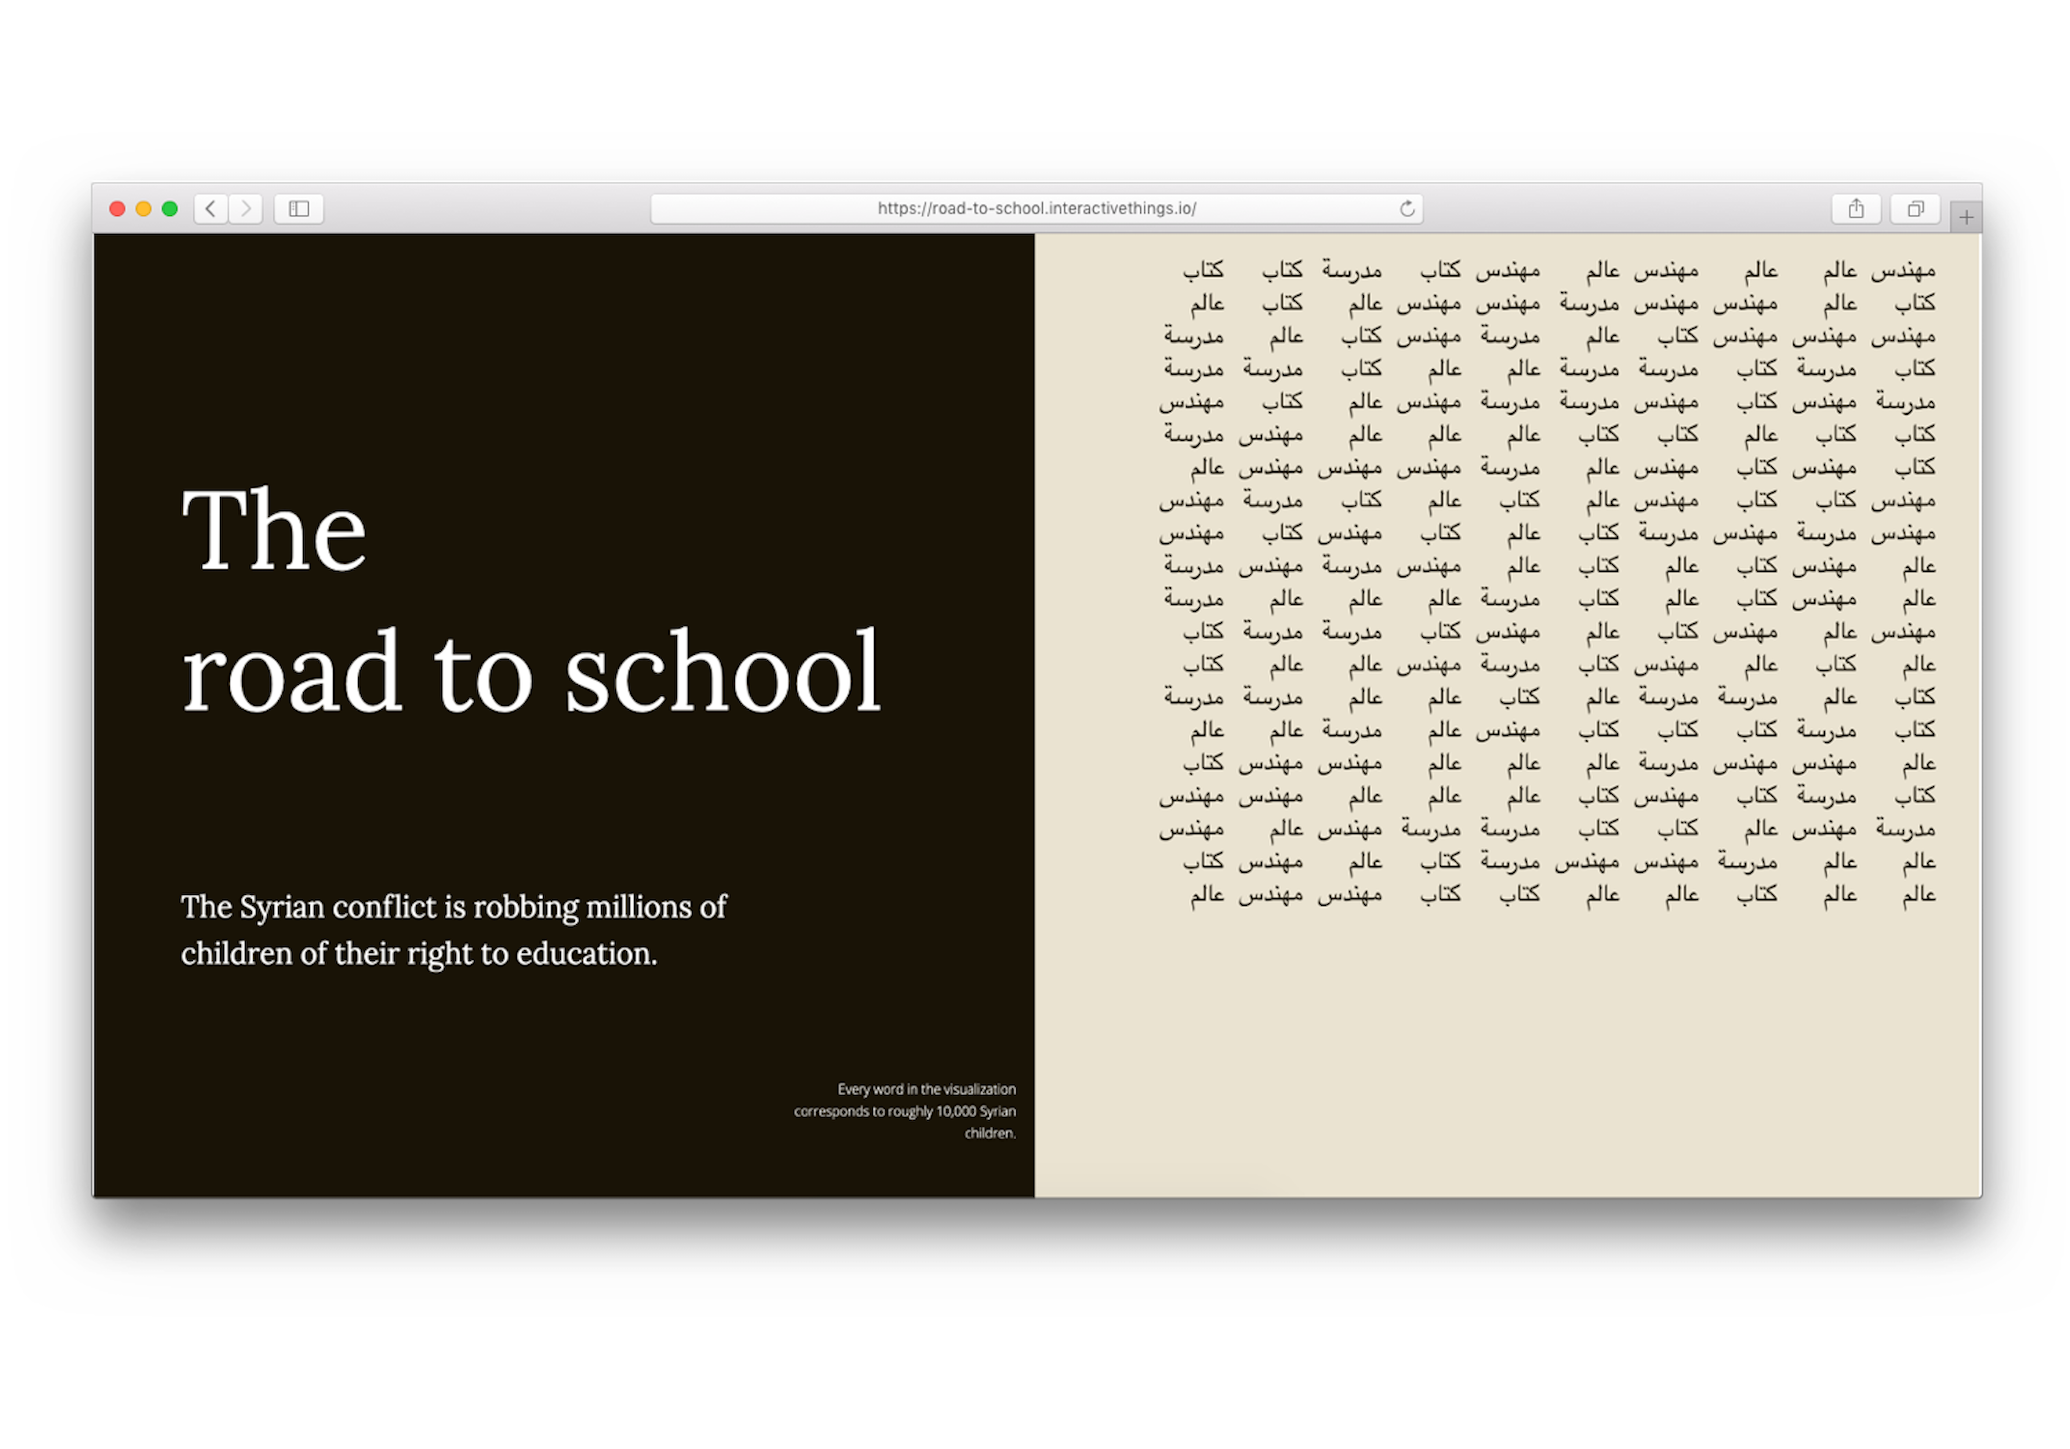 https://road-to-school.interactivethings.io/
The
road to school
The Syrian conflict is robbing millions of
children of their right to education.
Every word in the visualization
corresponds to roughly 10,000 Syrian
children.
مهندس عالم عالم مهندس عالم مهندس كتاب مدرسة كتاب كتاب
كتاب عالم مهندس مهندس مدرسة مهندس مهندس عالم كتاب عالم
مهندس مهندس مهندس كتاب عالم مدرسة مهندس كتاب عالم مدرسة
كتاب مدرسة كتاب مدرسة مدرسة عالم عالم كتاب مدرسة مدرسة
مدرسة مهندس كتاب مهندس مدرسة مدرسة مهندس عالم كتاب مهندس
كتاب كتاب عالم كتاب كتاب عالم عالم عالم مهندس مدرسة
كتاب مهندس كتاب مهندس عالم مدرسة مهندس مهندس مهندس عالم
مهندس كتاب كتاب مهندس عالم كتاب عالم كتاب مدرسة مهندس
مهندس مدرسة مهندس مدرسة كتاب عالم كتاب مهندس كتاب مهندس
عالم مهندس كتاب عالم كتاب عالم مهندس مدرسة مهندس مدرسة
عالم مهندس كتاب عالم كتاب مدرسة عالم عالم عالم مدرسة
مهندس عالم مهندس كتاب عالم مهندس كتاب مدرسة مدرسة كتاب
عالم كتاب عالم مهندس كتاب مدرسة مهندس عالم عالم كتاب
كتاب عالم مدرسة مدرسة عالم كتاب عالم عالم مدرسة مدرسة
كتاب مدرسة كتاب كتاب كتاب مهندس عالم مدرسة عالم عالم
عالم مهندس مهندس مدرسة عالم عالم عالم مهندس مهندس كتاب
كتاب مدرسة كتاب مهندس كتاب عالم عالم عالم مهندس مهندس
مدرسة مهندس عالم كتاب كتاب مدرسة مدرسة مهندس عالم مهندس
عالم عالم مدرسة مهندس مهندس مدرسة كتاب عالم مهندس كتاب
عالم عالم كتاب عالم عالم كتاب كتاب مهندس مهندس عالم